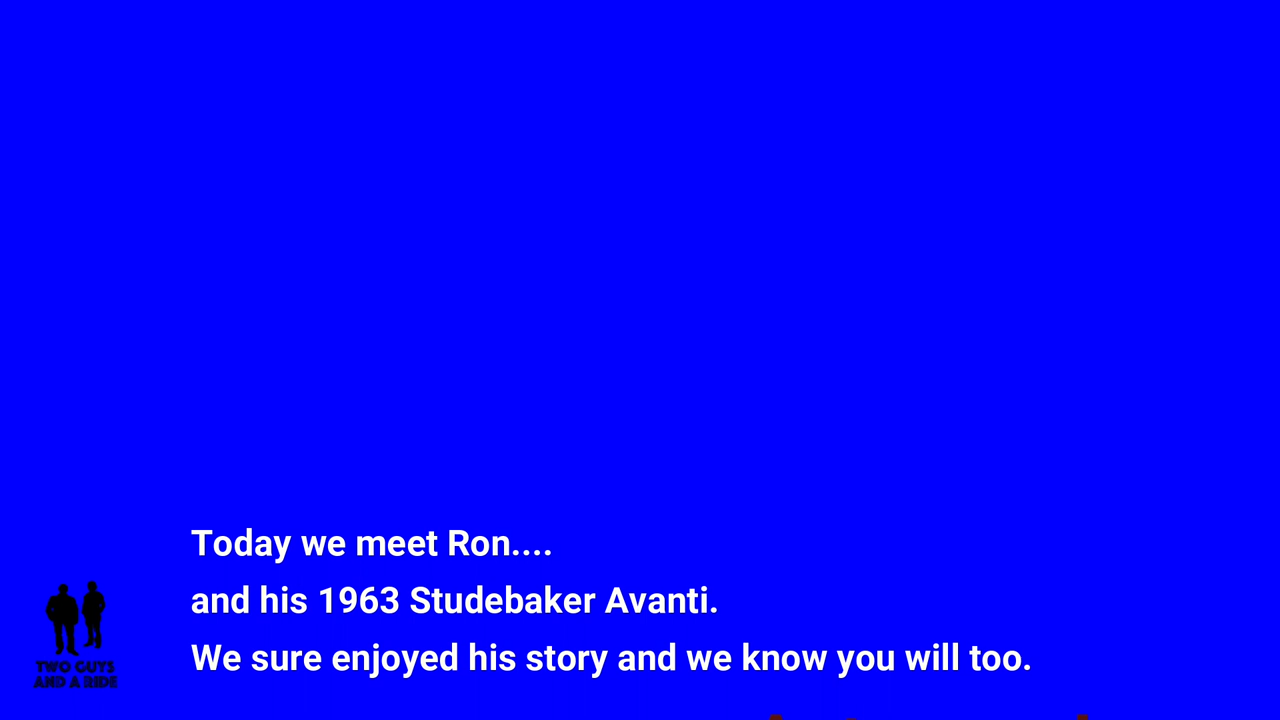 Today we meet Ron....
and his 1963 Studebaker Avanti.
We sure enjoyed his story and we know you will too.
TWO GUYS
AND A RIDE